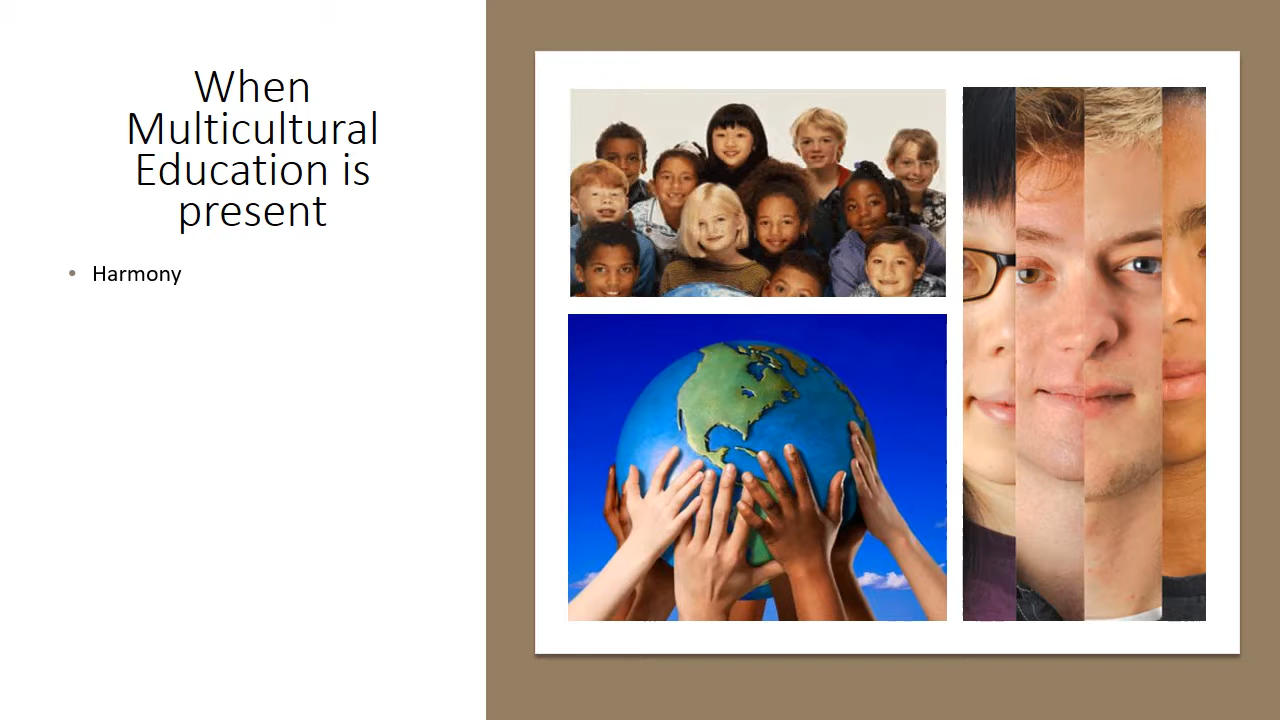 When
Multicultural
Education is
present
• Harmony